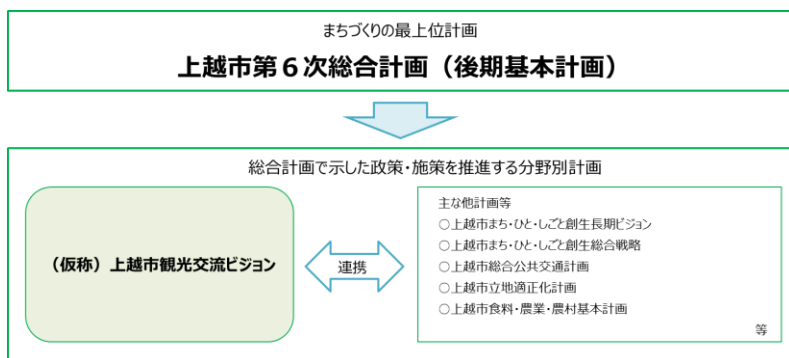 まちづくりの最上位計画
上越市第６次総合計画（後期基本計画）
総合計画で示した政策・施策を推進する分野別計画
（仮称）上越市観光交流ビジョン
連携
主な他計画等
○上越市まち・ひと・しごと創生長期ビジョン
○上越市まち・ひと・しごと創生総合戦略
○上越市総合公共交通計画
○上越市立地適正化計画
○上越市食料・農業・農村基本計画
等